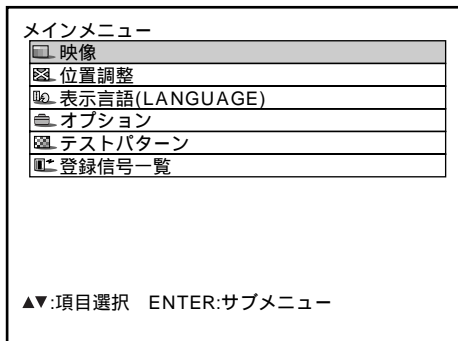 メインメニュー
映像
位置調整
表示言語(LANGUAGE)
オプション
テストパターン
登録信号一覧
▲▼:項目選択　ENTER:サブメニュー